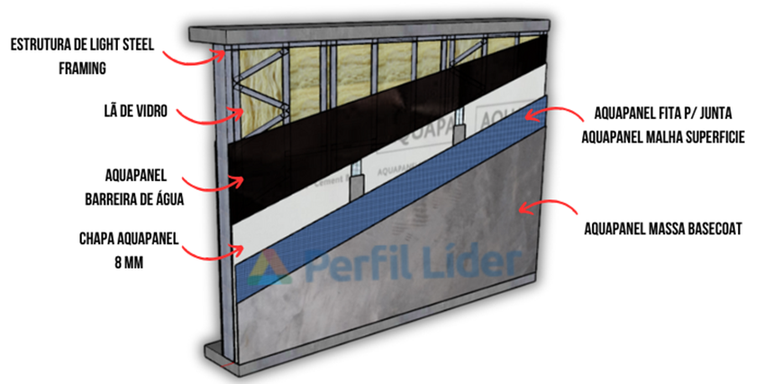 ESTRUTURA DE LIGHT STEEL
FRAMING
LÃ DE VIDRO
AQUAPANEL
BARREIRA DE ÁGUA
CHAPA AQUAPANEL
8 MM
AQUAPANEL FITA P/ JUNTA
AQUAPANEL MALHA SUPERFICIE
AQUAPANEL MASSA BASECOAT
Perfil Líder